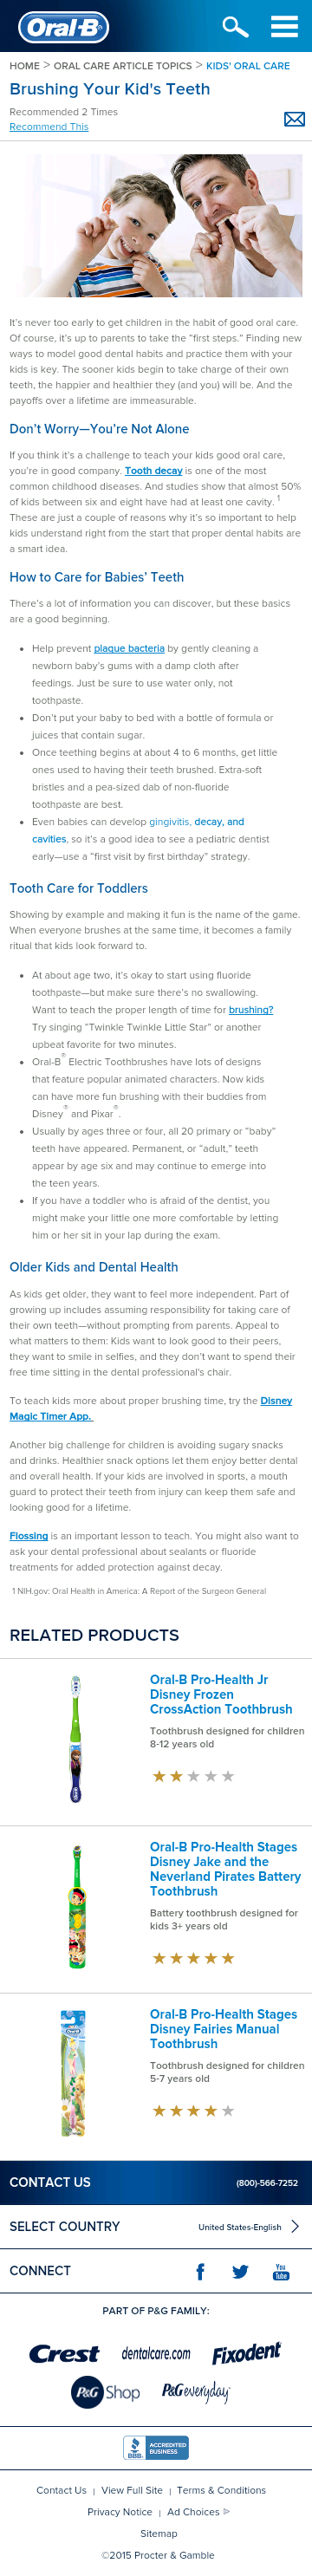 Oral-B
HOME > ORAL CARE ARTICLE TOPICS > KIDS' ORAL CARE
Brushing Your Kid's Teeth
Recommended 2 Times
Recommend This
It's never too early to get children in the habit of good oral care.
Of course, it's up to parents to take the "first steps." Finding new
ways to model good dental habits and practice them with your
kids is key. The sooner kids begin to take charge of their own
teeth, the happier and healthier they (and you) will be. And the
payoffs over a lifetime are immeasurable.
Don't Worry—You're Not Alone
If you think it's a challenge to teach your kids good oral care,
you're in good company. Tooth decay is one of the most
common childhood diseases. And studies show that almost 50%
of kids between six and eight have had at least one cavity. 1
These are just a couple of reasons why it's so important to help
kids understand right from the start that proper dental habits are
a smart idea.
How to Care for Babies' Teeth
There's a lot of information you can discover, but these basics
are a good beginning.
• Help prevent plaque bacteria by gently cleaning a
newborn baby's gums with a damp cloth after
feedings. Just be sure to use water only, not
toothpaste.
• Don't put your baby to bed with a bottle of formula or
juices that contain sugar.
• Once teething begins at about 4 to 6 months, get little
ones used to having their teeth brushed. Extra-soft
bristles and a pea-sized dab of non-fluoride
toothpaste are best.
• Even babies can develop gingivitis, decay, and
cavities, so it's a good idea to see a pediatric dentist
early—use a "first visit by first birthday" strategy.
Tooth Care for Toddlers
Showing by example and making it fun is the name of the game.
When everyone brushes at the same time, it becomes a family
ritual that kids look forward to.
• At about age two, it's okay to start using fluoride
toothpaste—but make sure there's no swallowing.
Want to teach the proper length of time for brushing?
Try singing "Twinkle Twinkle Little Star" or another
upbeat favorite for two minutes.
• Oral-B® Electric Toothbrushes have lots of designs
that feature popular animated characters. Now kids
can have more fun brushing with their buddies from
Disney® and Pixar®.
• Usually by ages three or four, all 20 primary or "baby"
teeth have appeared. Permanent, or "adult," teeth
appear by age six and may continue to emerge into
the teen years.
• If you have a toddler who is afraid of the dentist, you
might make your little one more comfortable by letting
him or her sit in your lap during the exam.
Older Kids and Dental Health
As kids get older, they want to feel more independent. Part of
growing up includes assuming responsibility for taking care of
their own teeth—without prompting from parents. Appeal to
what matters to them: Kids want to look good to their peers,
they want to smile in selfies, and they don't want to spend their
free time sitting in the dental professional's chair.
To teach kids more about proper brushing time, try the Disney
Magic Timer App.
Another big challenge for children is avoiding sugary snacks
and drinks. Healthier snack options let them enjoy better dental
and overall health. If your kids are involved in sports, a mouth
guard to protect their teeth from injury can keep them safe and
looking good for a lifetime.
Flossing is an important lesson to teach. You might also want to
ask your dental professional about sealants or fluoride
treatments for added protection against decay.
1 NIH.gov: Oral Health in America: A Report of the Surgeon General
RELATED PRODUCTS
Oral-B Pro-Health Jr
Disney Frozen
CrossAction Toothbrush
Toothbrush designed for children
8-12 years old
Oral-B Pro-Health Stages
Disney Jake and the
Neverland Pirates Battery
Toothbrush
Battery toothbrush designed for
kids 3+ years old
Oral-B Pro-Health Stages
Disney Fairies Manual
Toothbrush
Toothbrush designed for children
5-7 years old
CONTACT US (800)-566-7252
SELECT COUNTRY United States-English
CONNECT You Tube
PART OF P&G FAMILY:
Crest dentalcare.com Fixodent
P&G Shop P&G everyday
BBB ACCREDITED
BUSINESS
Contact Us | View Full Site | Terms & Conditions
Privacy Notice | Ad Choices
Sitemap
©2015 Procter & Gamble